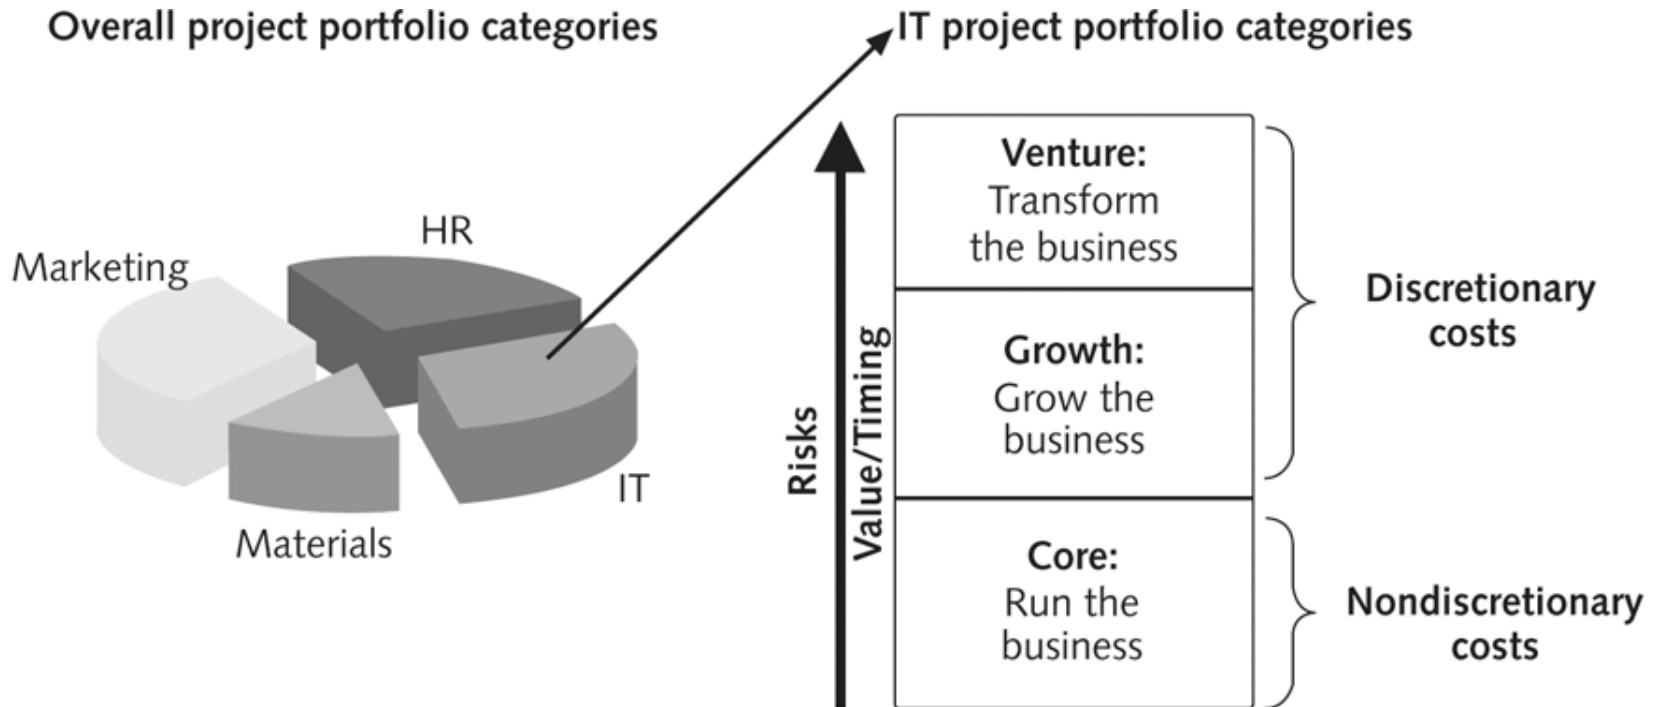 Overall project portfolio categories
IT project portfolio categories
Marketing
HR
IT
Materials
Risks
Value/Timing
Venture:
Transform
the business
Growth:
Grow the
business
Core:
Run the
business
Discretionary
costs
Nondiscretionary
costs